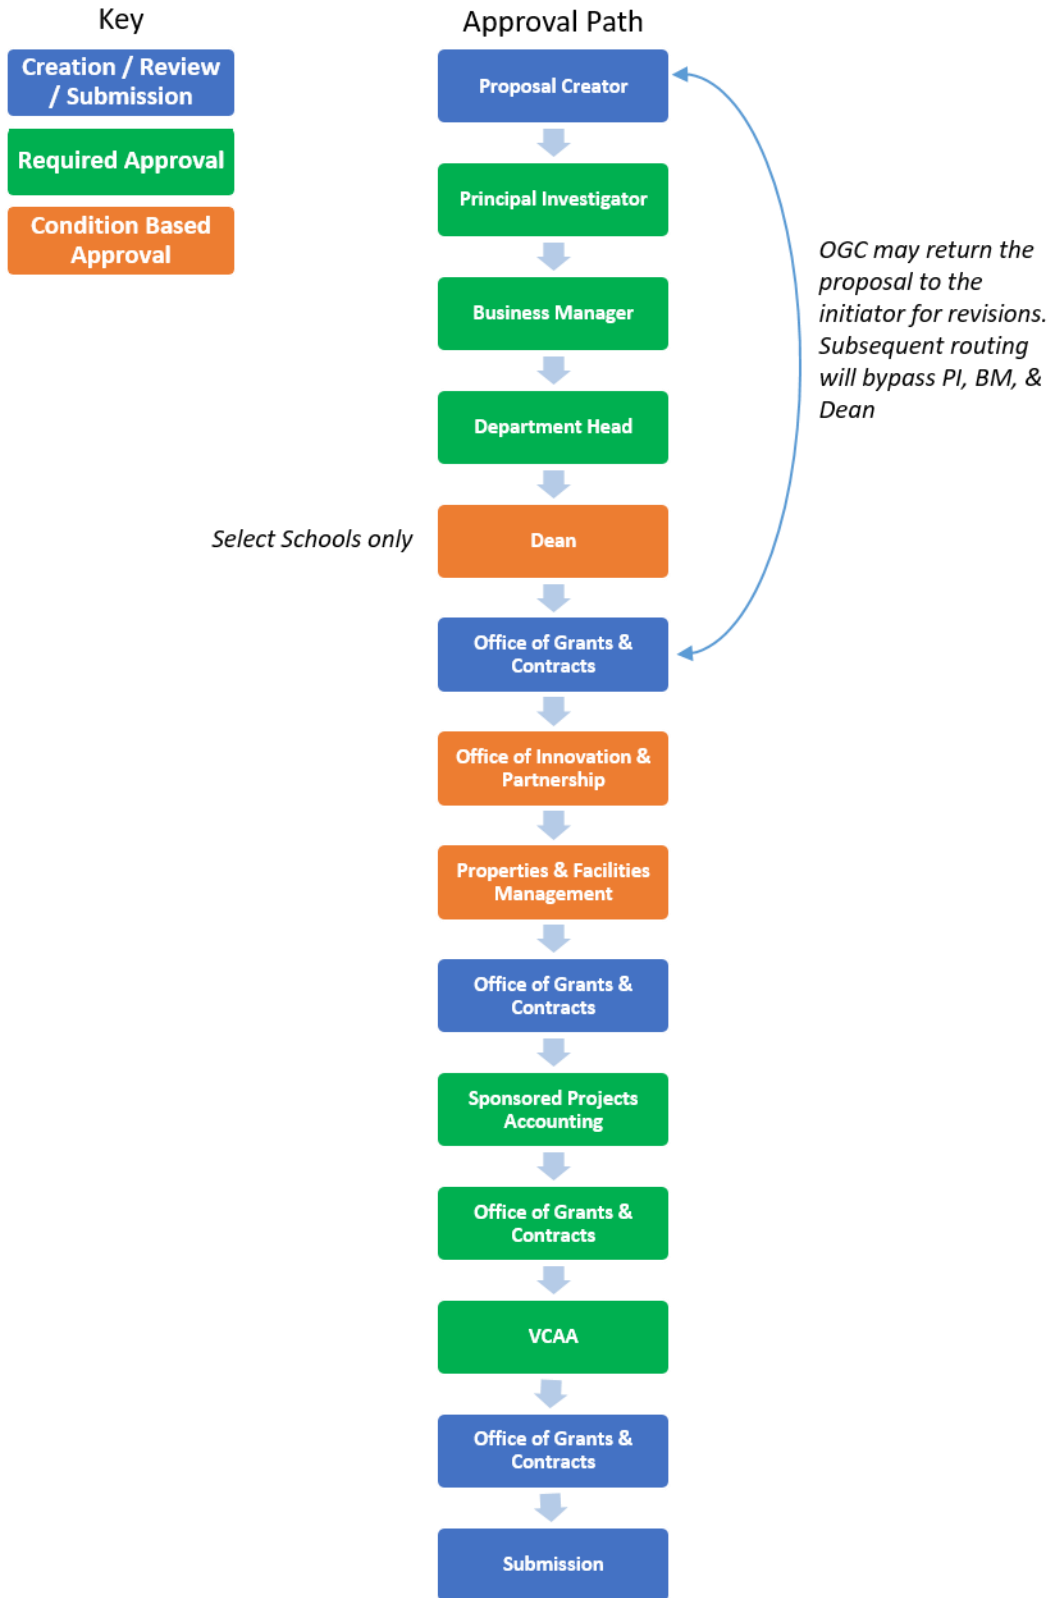 Key
Creation / Review
/ Submission
Required Approval
Condition Based
Approval
Approval Path
Proposal Creator
Principal Investigator
Business Manager
Department Head
OGC may return the
proposal to the
initiator for revisions.
Subsequent routing
will bypass PI, BM, &
Dean
Select Schools only
Dean
Office of Grants &
Contracts
Office of Innovation &
Partnership
Properties & Facilities
Management
Office of Grants &
Contracts
Sponsored Projects
Accounting
Office of Grants &
Contracts
VCAA
Office of Grants &
Contracts
Submission